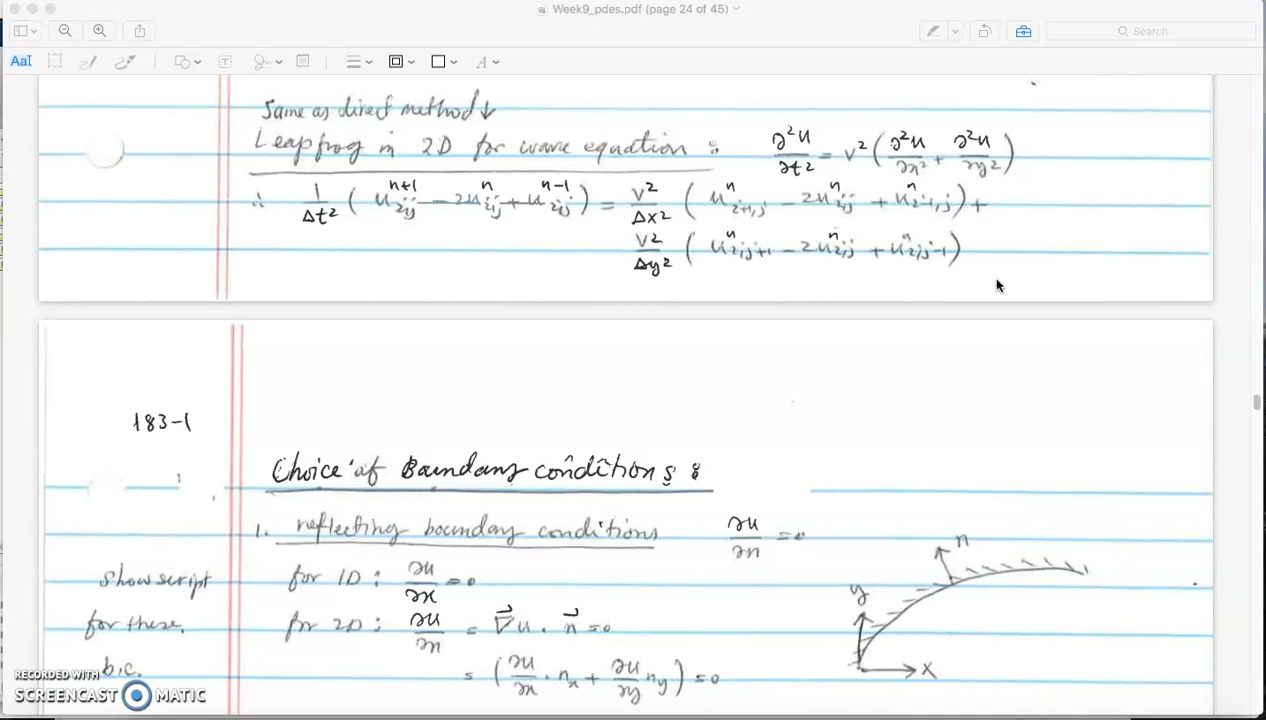 Week9_pdes.pdf (page 24 of 45)
Search
AaI
Same as direct method ↓
Leapfrog in 2D for wave equation : ∂²u/∂t² = v² (∂²u/∂x² + ∂²u/∂y²)
∴ 1/Δt² ( u^{n+1}_{i,j} - 2u^n_{i,j} + u^{n-1}_{i,j} ) = v²/Δx² ( u^n_{i+1,j} - 2u^n_{i,j} + u^n_{i-1,j} ) +
v²/Δy² ( u^n_{i,j+1} - 2u^n_{i,j} + u^n_{i,j-1} )
183-1
Choice of Boundary conditions :
1. reflecting boundary conditions ∂u/∂n = 0
n
show script for 1D : ∂u/∂x = 0
y
for these. for 2D : ∂u/∂n = ∇u · n = 0
b.c. = (∂u/∂x · n_x + ∂u/∂y n_y) = 0
x
RECORDED WITH
SCREENCAST MATIC